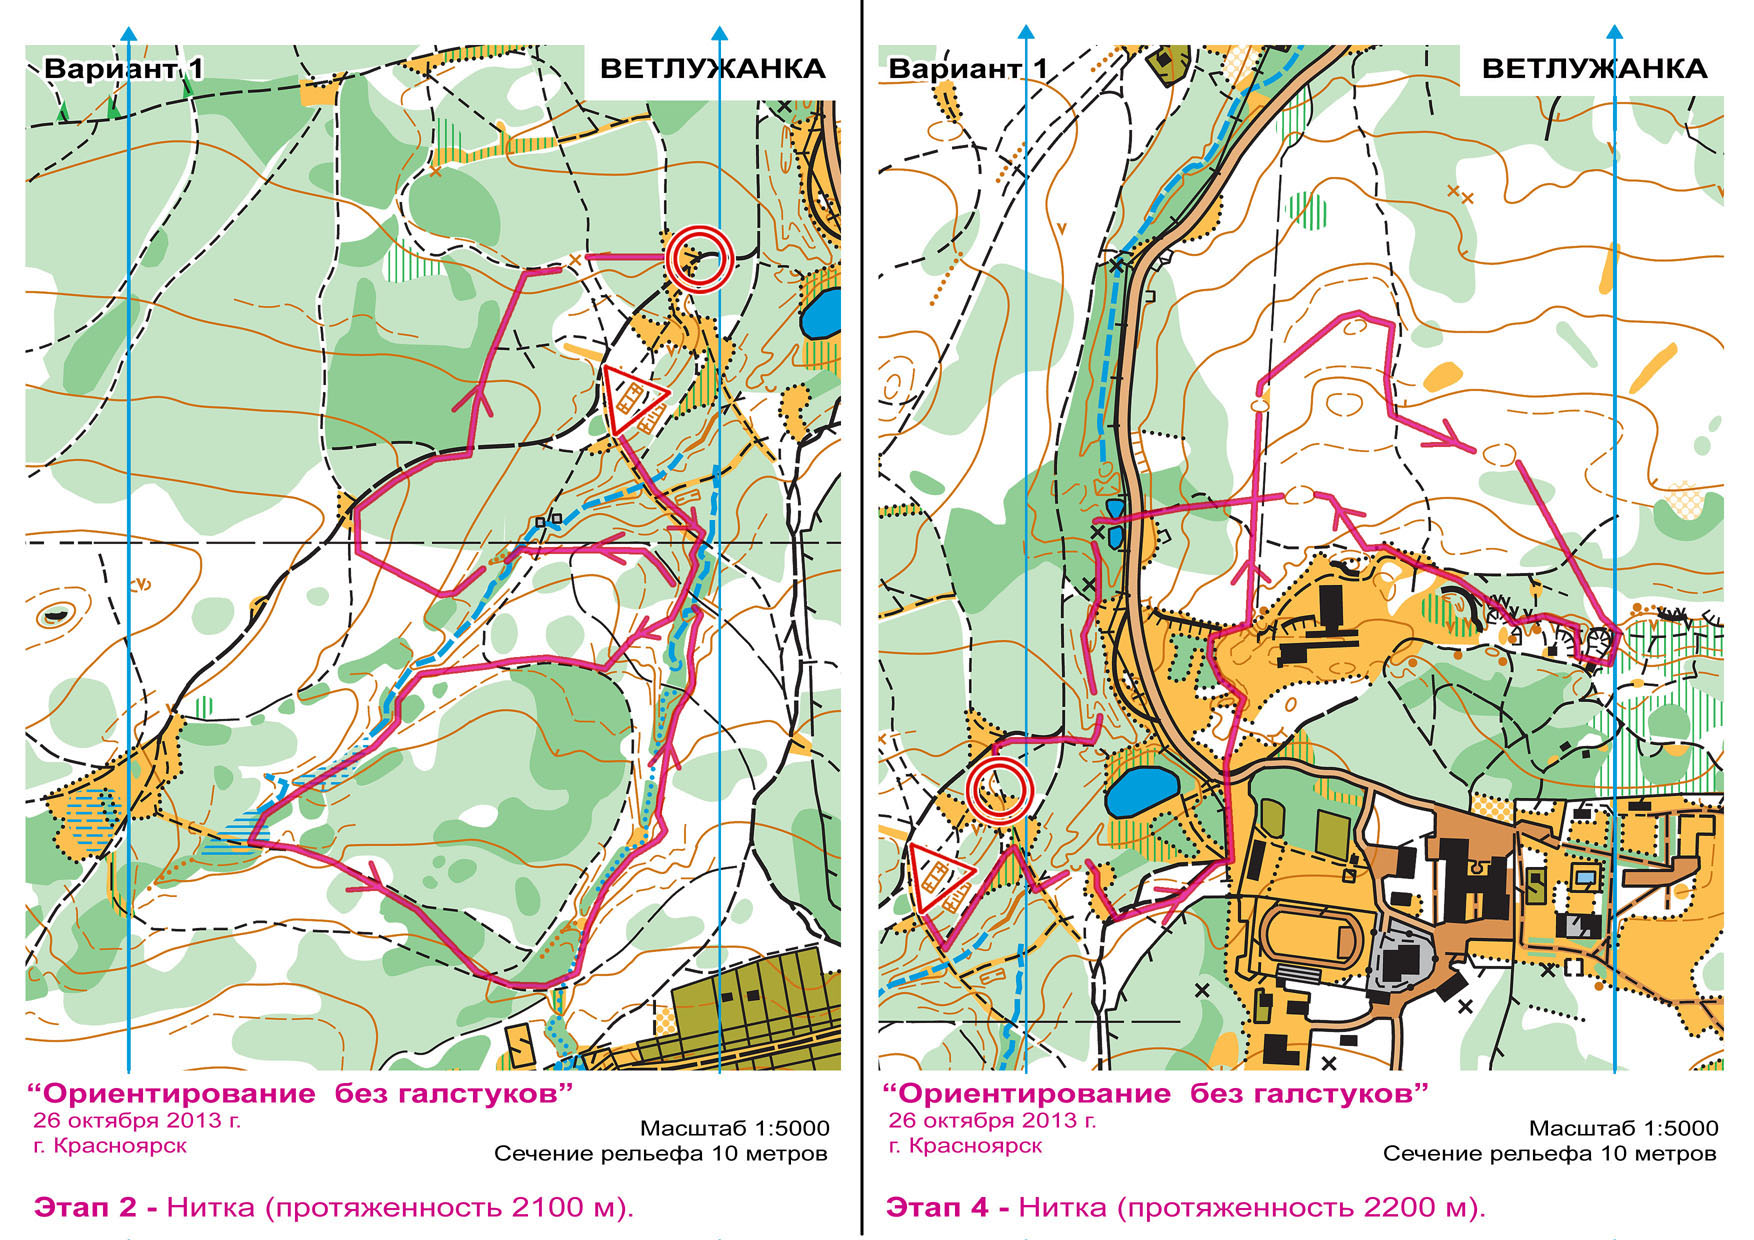 Вариант 1
ВЕТЛУЖАНКА
“Ориентирование без галстуков”
26 октября 2013 г.
г. Красноярск
Масштаб 1:5000
Сечение рельефа 10 метров
Этап 2 - Нитка (протяженность 2100 м).
Вариант 1
ВЕТЛУЖАНКА
“Ориентирование без галстуков”
26 октября 2013 г.
г. Красноярск
Масштаб 1:5000
Сечение рельефа 10 метров
Этап 4 - Нитка (протяженность 2200 м).